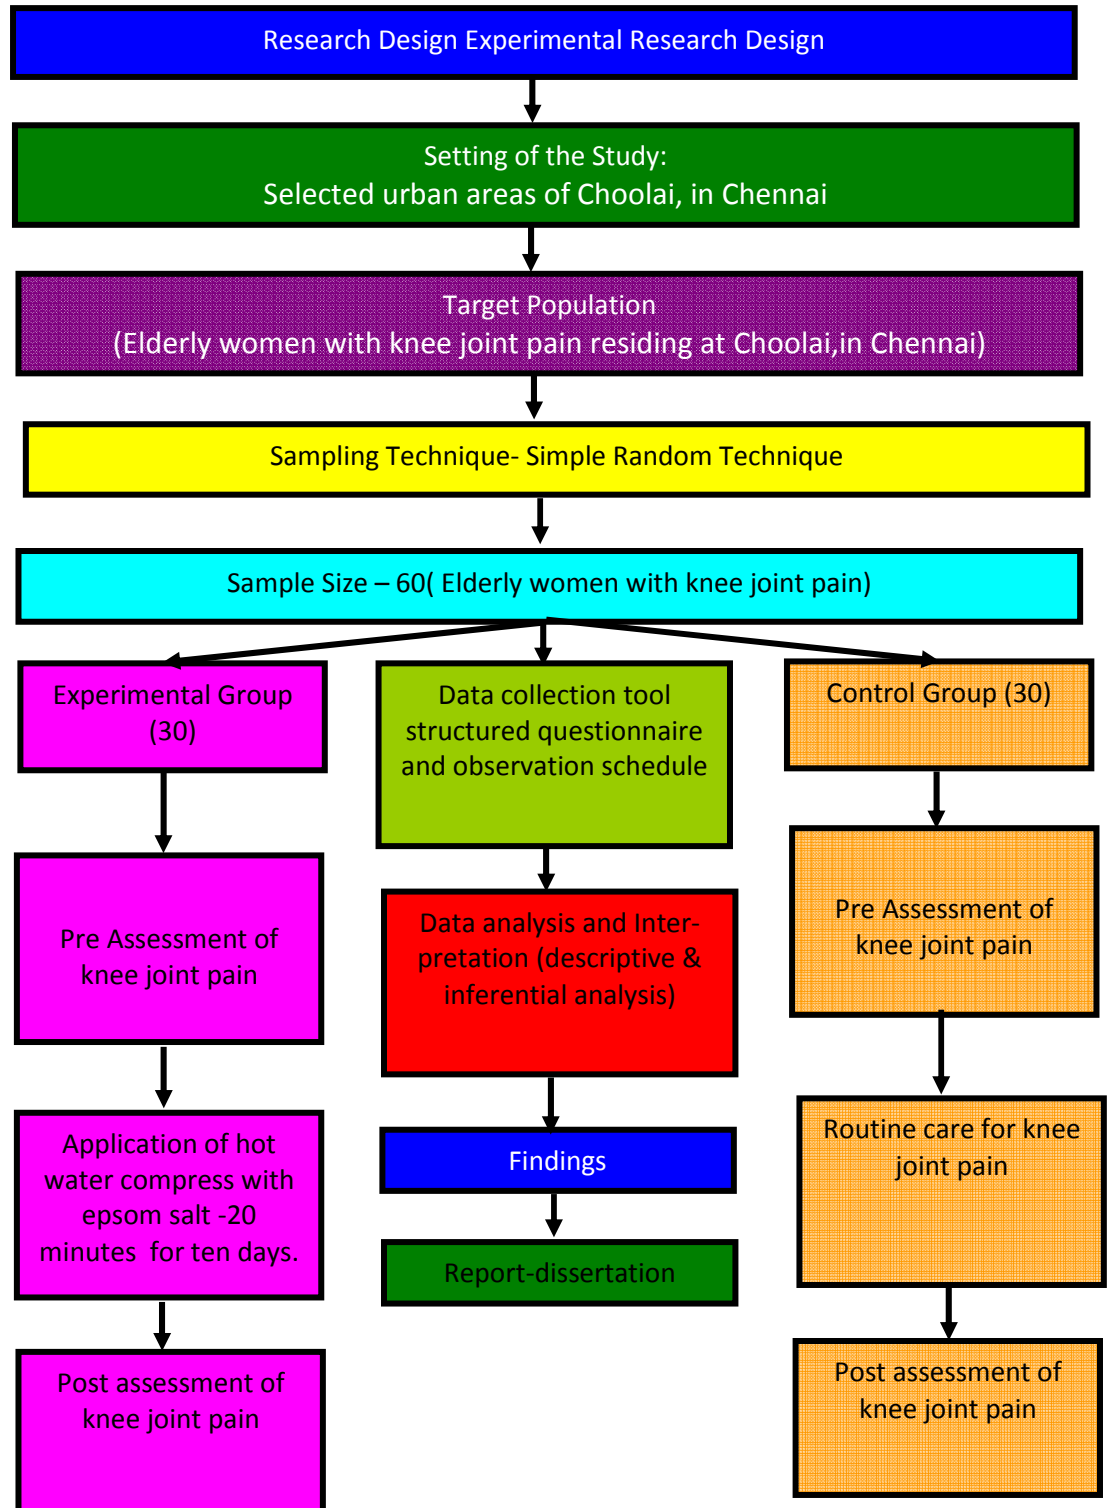 Research Design Experimental Research Design
Setting of the Study:
Selected urban areas of Choolai, in Chennai
Target Population
(Elderly women with knee joint pain residing at Choolai,in Chennai)
Sampling Technique- Simple Random Technique
Sample Size – 60( Elderly women with knee joint pain)
Experimental Group
(30)
Data collection tool
structured questionnaire
and observation schedule
Control Group (30)
Pre Assessment of
knee joint pain
Data analysis and Inter-
pretation (descriptive &
inferential analysis)
Pre Assessment of
knee joint pain
Application of hot
water compress with
epsom salt -20
minutes for ten days.
Findings
Routine care for knee
joint pain
Report-dissertation
Post assessment of
knee joint pain
Post assessment of
knee joint pain